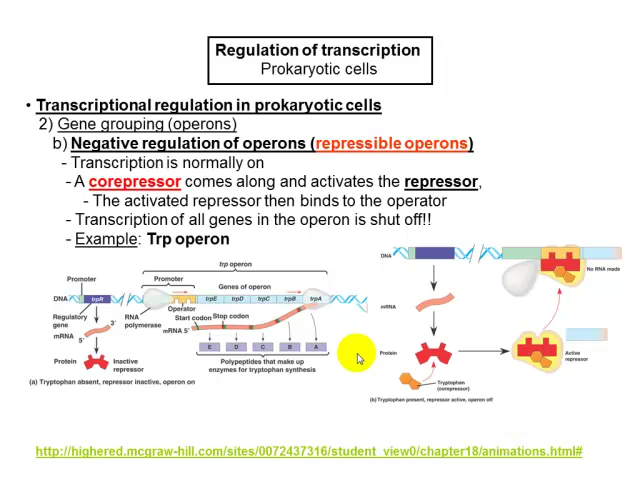 Regulation of transcription
Prokaryotic cells
• Transcriptional regulation in prokaryotic cells
2) Gene grouping (operons)
b) Negative regulation of operons (repressible operons)
- Transcription is normally on
- A corepressor comes along and activates the repressor,
- The activated repressor then binds to the operator
- Transcription of all genes in the operon is shut off!!
- Example: Trp operon
trp operon
Promoter
Promoter
Genes of operon
DNA
trpR
trpE
trpD
trpC
trpB
trpA
Regulatory
gene
RNA
polymerase
Operator
Start codon
Stop codon
mRNA
5'
3'
mRNA 5'
E
D
C
B
A
Protein
Inactive
repressor
Polypeptides that make up
enzymes for tryptophan synthesis
(a) Tryptophan absent, repressor inactive, operon on
DNA
No RNA made
mRNA
Protein
Active
repressor
Tryptophan
(corepressor)
(b) Tryptophan present, repressor active, operon off
http://highered.mcgraw-hill.com/sites/0072437316/student_view0/chapter18/animations.html#